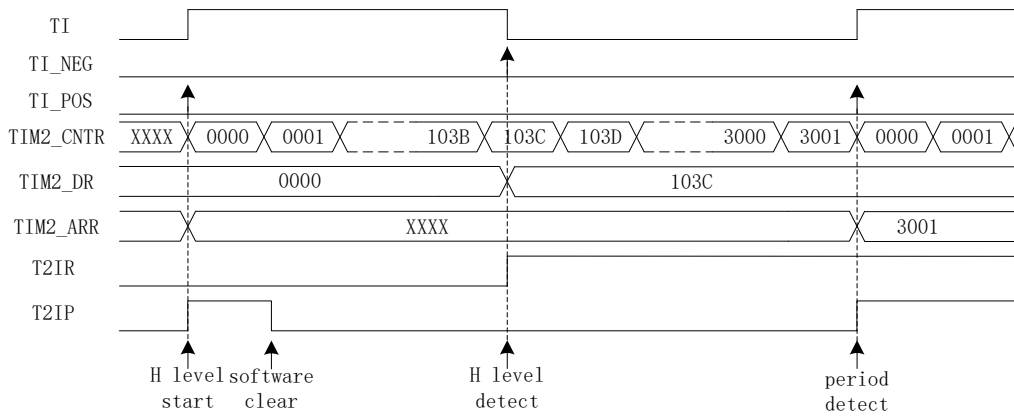 TI
TI_NEG
TI_POS
TIM2_CNTR XXXX 0000 0001 103B 103C 103D 3000 3001 0000 0001
TIM2_DR 0000 103C
TIM2_ARR XXXX 3001
T2IR
T2IP
H level start
software clear
H level detect
period detect